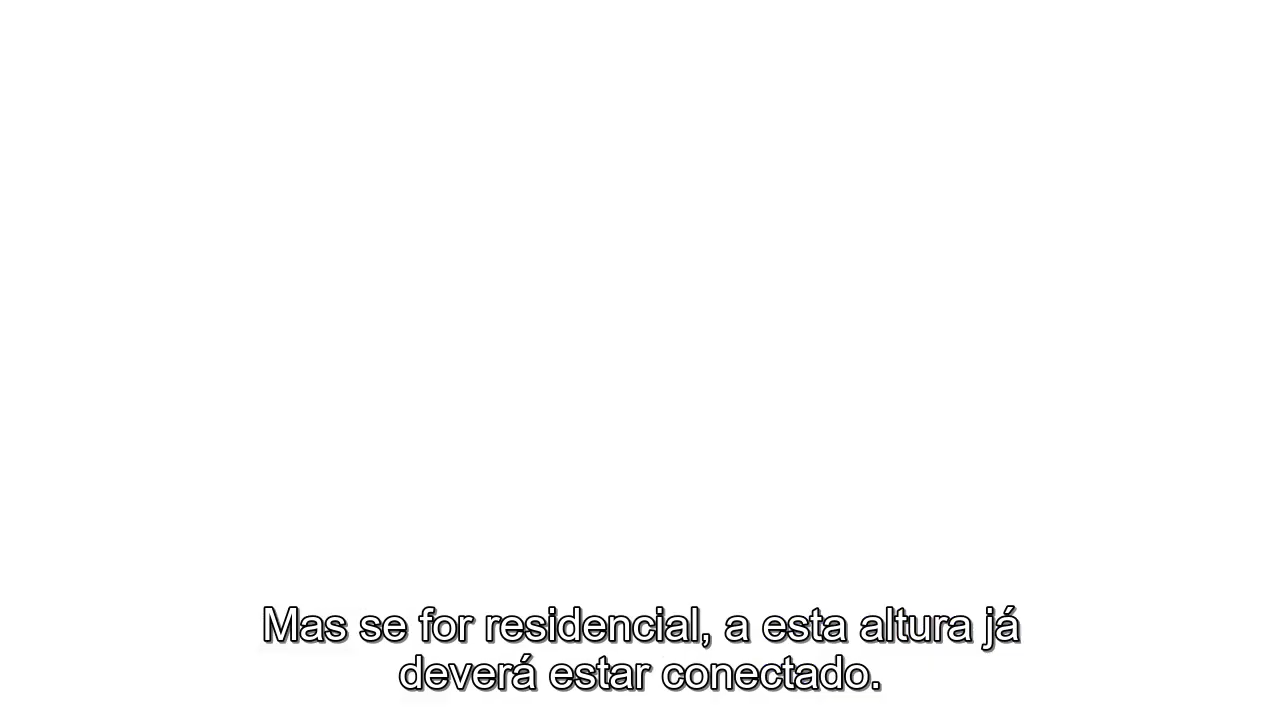 Mas se for residencial, a esta altura já
deverá estar conectado.